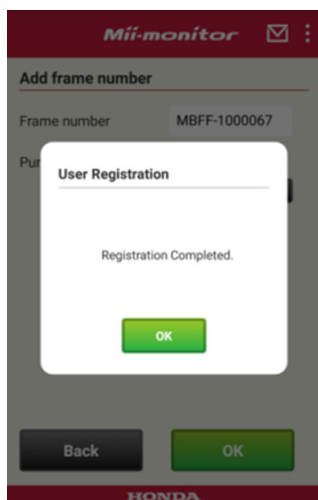 Mii-monitor
Add frame number
Frame number MBFF-1000067
Pur
User Registration
Registration Completed.
OK
Back OK
HONDA